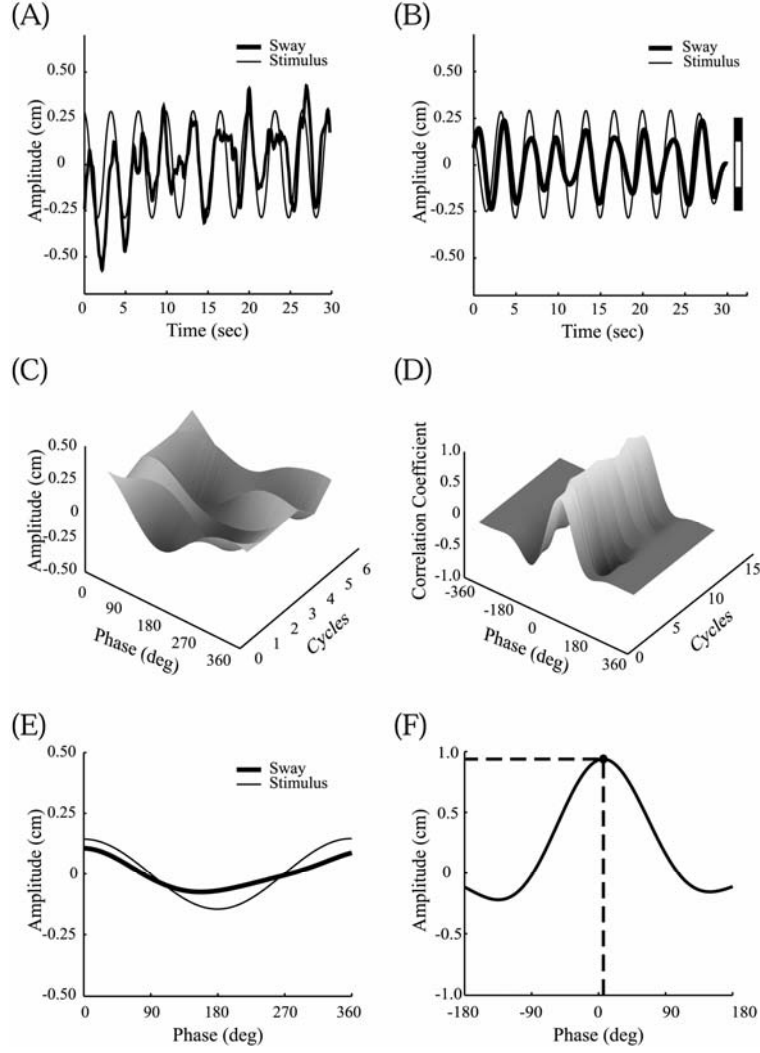 (A)
Sway
Stimulus
Amplitude (cm)
0.50
0.25
0
-0.25
-0.50
0 5 10 15 20 25 30
Time (sec)
(B)
Sway
Stimulus
Amplitude (cm)
0.50
0.25
0
-0.25
-0.50
0 5 10 15 20 25 30
Time (sec)
(C)
Amplitude (cm)
0.50
0.25
0
-0.25
-0.50
0 90 180 270 360
Phase (deg)
0 1 2 3 4 5 6
Cycles
(D)
Correlation Coefficient
1.0
0.5
0
-0.5
-1.0
-360 -180 0 180 360
Phase (deg)
0 5 10 15
Cycles
(E)
Sway
Stimulus
Amplitude (cm)
0.50
0.25
0
-0.25
-0.50
0 90 180 270 360
Phase (deg)
(F)
Amplitude (cm)
1.0
0.5
0
-0.5
-1.0
-180 -90 0 90 180
Phase (deg)